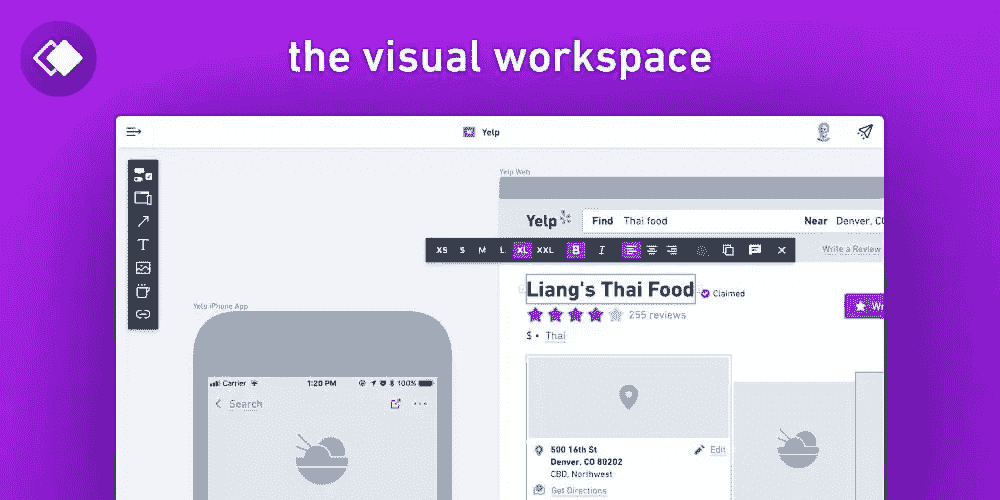 the visual workspace
Yelp
Yelp Web
Yelp Find Thai food Near Denver, CO
XS S M L XL XXL B I
Write a Review
Liang's Thai Food Claimed
255 reviews
$ • Thai
Yelp iPhone App
Carrier 1:20 PM 100%
Search
500 16th St Edit
Denver, CO 80202
CBD, Northwest
Get Directions